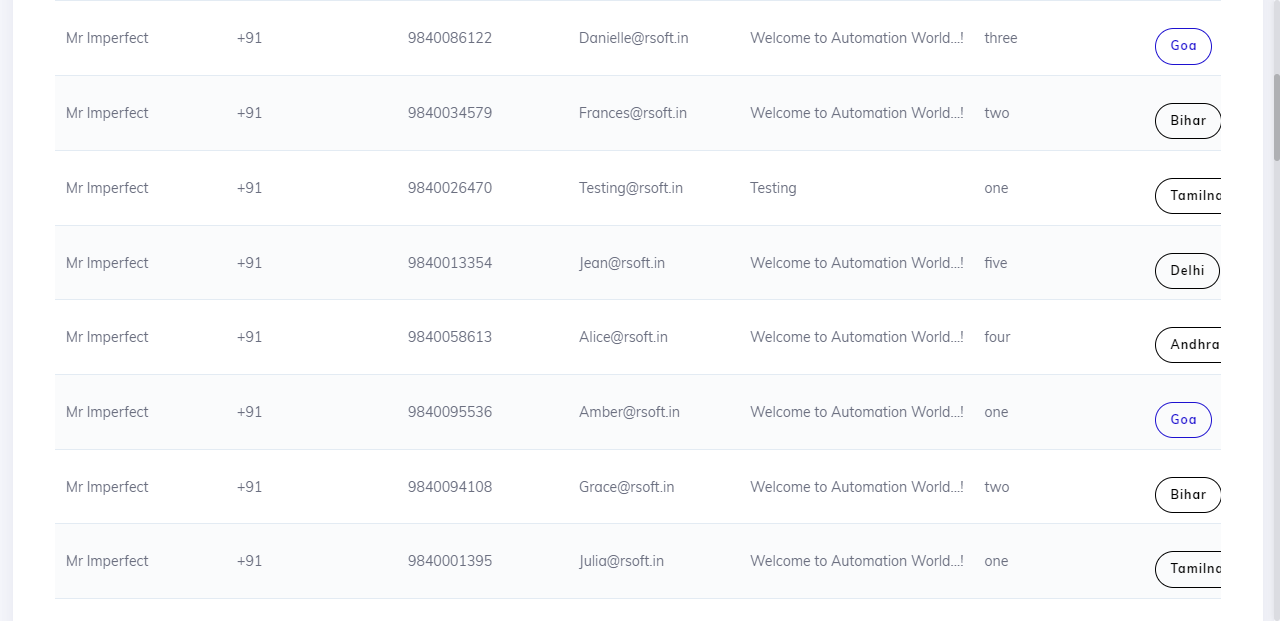 Mr Imperfect +91 9840086122 Danielle@rsoft.in Welcome to Automation World...! three Goa
Mr Imperfect +91 9840034579 Frances@rsoft.in Welcome to Automation World...! two Bihar
Mr Imperfect +91 9840026470 Testing@rsoft.in Testing one Tamilna
Mr Imperfect +91 9840013354 Jean@rsoft.in Welcome to Automation World...! five Delhi
Mr Imperfect +91 9840058613 Alice@rsoft.in Welcome to Automation World...! four Andhra
Mr Imperfect +91 9840095536 Amber@rsoft.in Welcome to Automation World...! one Goa
Mr Imperfect +91 9840094108 Grace@rsoft.in Welcome to Automation World...! two Bihar
Mr Imperfect +91 9840001395 Julia@rsoft.in Welcome to Automation World...! one Tamilna